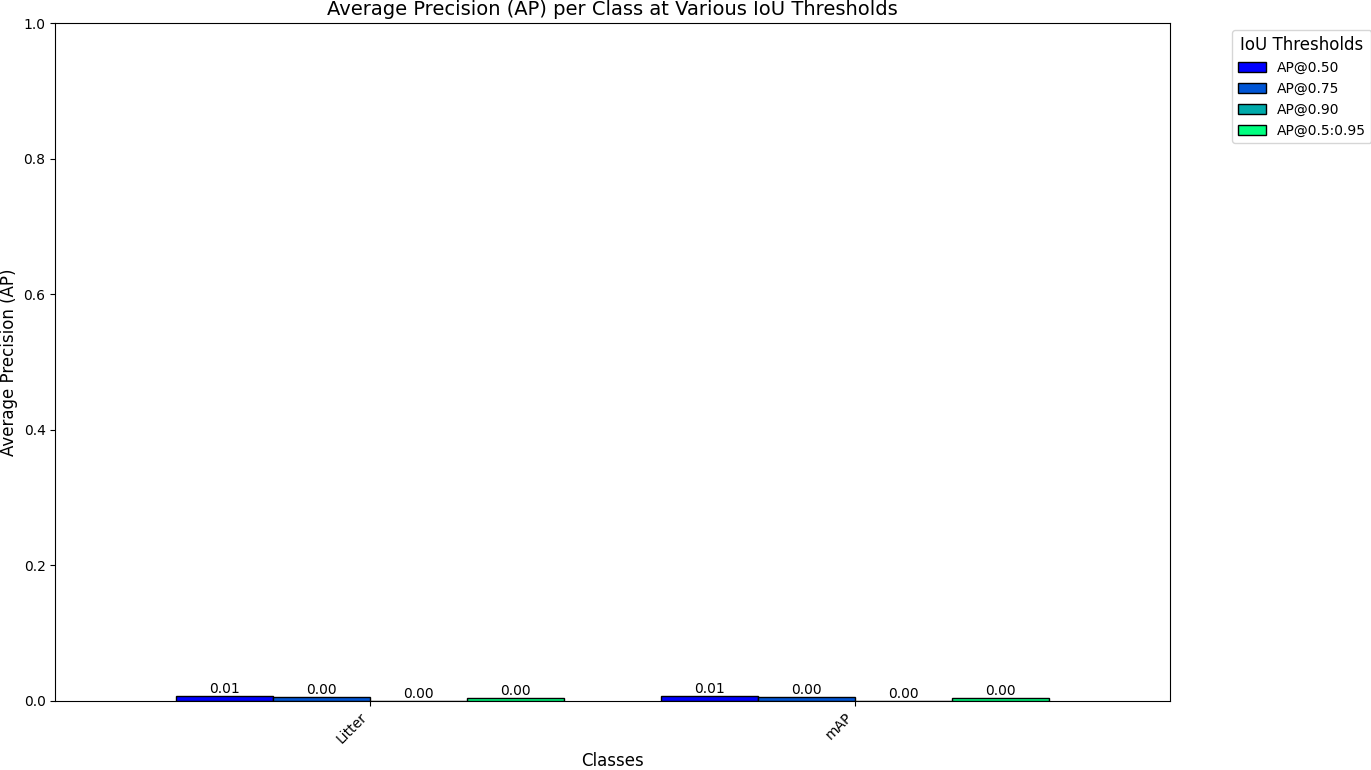 Average Precision (AP) per Class at Various IoU Thresholds
IoU Thresholds
AP@0.50
AP@0.75
AP@0.90
AP@0.5:0.95
Average Precision (AP)
1.0
0.8
0.6
0.4
0.2
0.0
0.01 0.00 0.00 0.00 0.01 0.00 0.00 0.00
Litter mAP
Classes